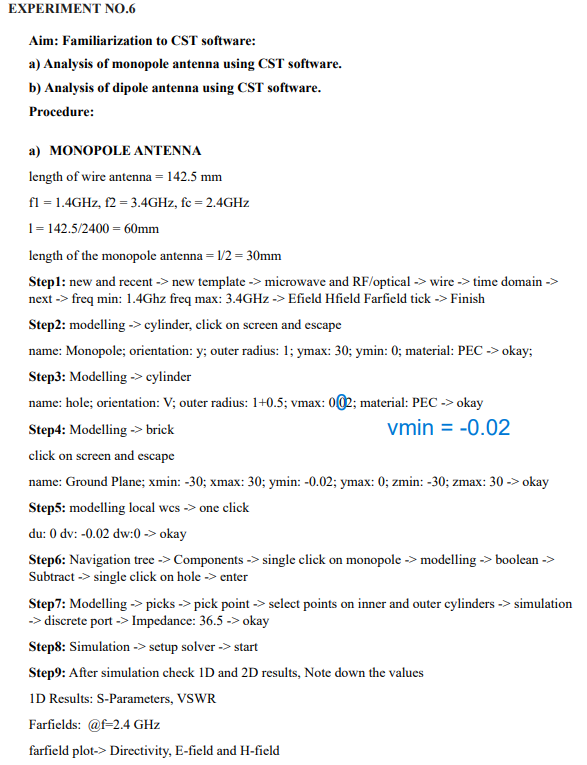 EXPERIMENT NO.6
Aim: Familiarization to CST software:
a) Analysis of monopole antenna using CST software.
b) Analysis of dipole antenna using CST software.
Procedure:
a) MONOPOLE ANTENNA
length of wire antenna = 142.5 mm
f1 = 1.4GHz, f2 = 3.4GHz, fc = 2.4GHz
l = 142.5/2400 = 60mm
length of the monopole antenna = l/2 = 30mm
Step1: new and recent -> new template -> microwave and RF/optical -> wire -> time domain ->
next -> freq min: 1.4Ghz freq max: 3.4GHz -> Efield Hfield Farfield tick -> Finish
Step2: modelling -> cylinder, click on screen and escape
name: Monopole; orientation: y; outer radius: 1; ymax: 30; ymin: 0; material: PEC -> okay;
Step3: Modelling -> cylinder
name: hole; orientation: V; outer radius: 1+0.5; vmax: 0 material: PEC -> okay
vmin = -0.02
Step4: Modelling -> brick
click on screen and escape
name: Ground Plane; xmin: -30; xmax: 30; ymin: -0.02; ymax: 0; zmin: -30; zmax: 30 -> okay
Step5: modelling local wcs -> one click
du: 0 dv: -0.02 dw:0 -> okay
Step6: Navigation tree -> Components -> single click on monopole -> modelling -> boolean ->
Subtract -> single click on hole -> enter
Step7: Modelling -> picks -> pick point -> select points on inner and outer cylinders -> simulation
-> discrete port -> Impedance: 36.5 -> okay
Step8: Simulation -> setup solver -> start
Step9: After simulation check 1D and 2D results, Note down the values
1D Results: S-Parameters, VSWR
Farfields: @f=2.4 GHz
farfield plot-> Directivity, E-field and H-field